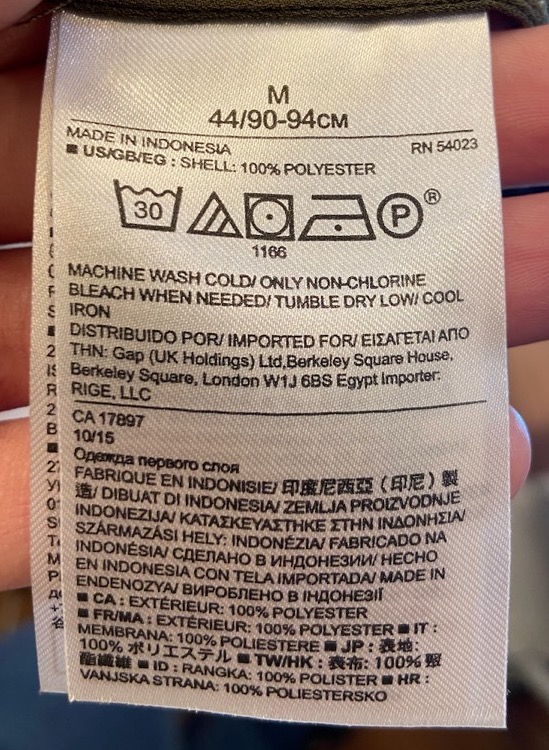 M
44/90-94CM
MADE IN INDONESIA
RN 54023
■ US/GB/EG : SHELL: 100% POLYESTER
30
P
®
1166
MACHINE WASH COLD/ ONLY NON-CHLORINE
BLEACH WHEN NEEDED/ TUMBLE DRY LOW/ COOL
IRON
DISTRIBUIDO POR/ IMPORTED FOR/ ΕΙΣΑΓΕΤΑΙ ΑΠΟ
ΤΗΝ: Gap (UK Holdings) Ltd,Berkeley Square House,
Berkeley Square, London W1J 6BS Egypt Importer:
RIGE, LLC
CA 17897
10/15
Одежда первого слоя
FABRIQUE EN INDONISIE/ 印度尼西亞（印尼）製
造/ DIBUAT DI INDONESIA/ ZEMLJA PROIZVODNJE
INDONEZIJA/ ΚΑΤΑΣΚΕΥΑΣΤΗΚΕ ΣΤΗΝ ΙΝΔΟΝΗΣΙΑ/
SZÁRMAZÁSI HELY: INDONÉZIA/ FABRICADO NA
INDONÉSIA/ СДЕЛАНО В ИНДОНЕЗИИ/ HECHO
EN INDONESIA CON TELA IMPORTADA/ MADE IN
ENDENOZYA/ ВИРОБЛЕНО В ІНДОНЕЗІЇ
■ CA : EXTÉRIEUR: 100% POLYESTER
■ FR/MA : EXTÉRIEUR: 100% POLYESTER ■ IT :
MEMBRANA: 100% POLIESTERE ■ JP : 表地:
100% ポリエステル ■ TW/HK : 表布: 100% 聚
酯纖維 ■ ID : RANGKA: 100% POLISTER ■ HR :
VANJSKA STRANA: 100% POLIESTERSKO